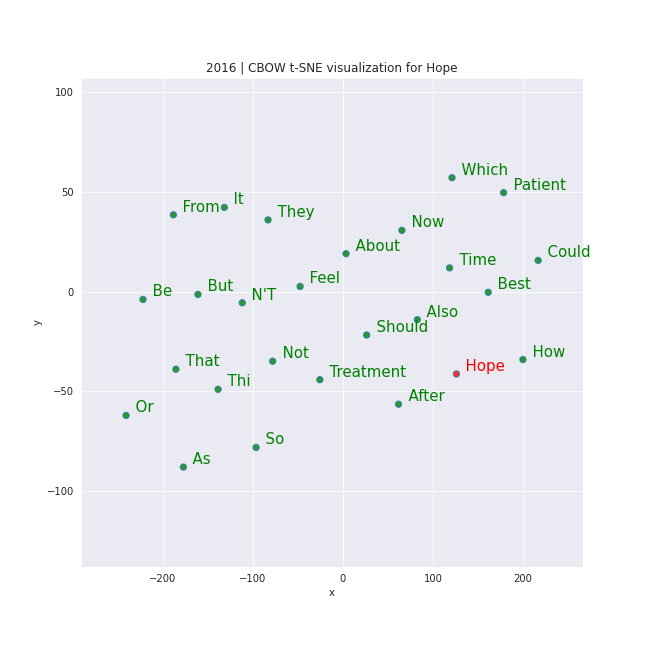 2016 | CBOW t-SNE visualization for Hope
100
Which
Patient
50
From
It
They
Now
About
Could
Time
Feel
Best
0
Be
But
N'T
Also
Should
y
Not
How
That
Hope
Treatment
Thi
−50
After
Or
So
As
−100
−200
−100
0
100
200
x